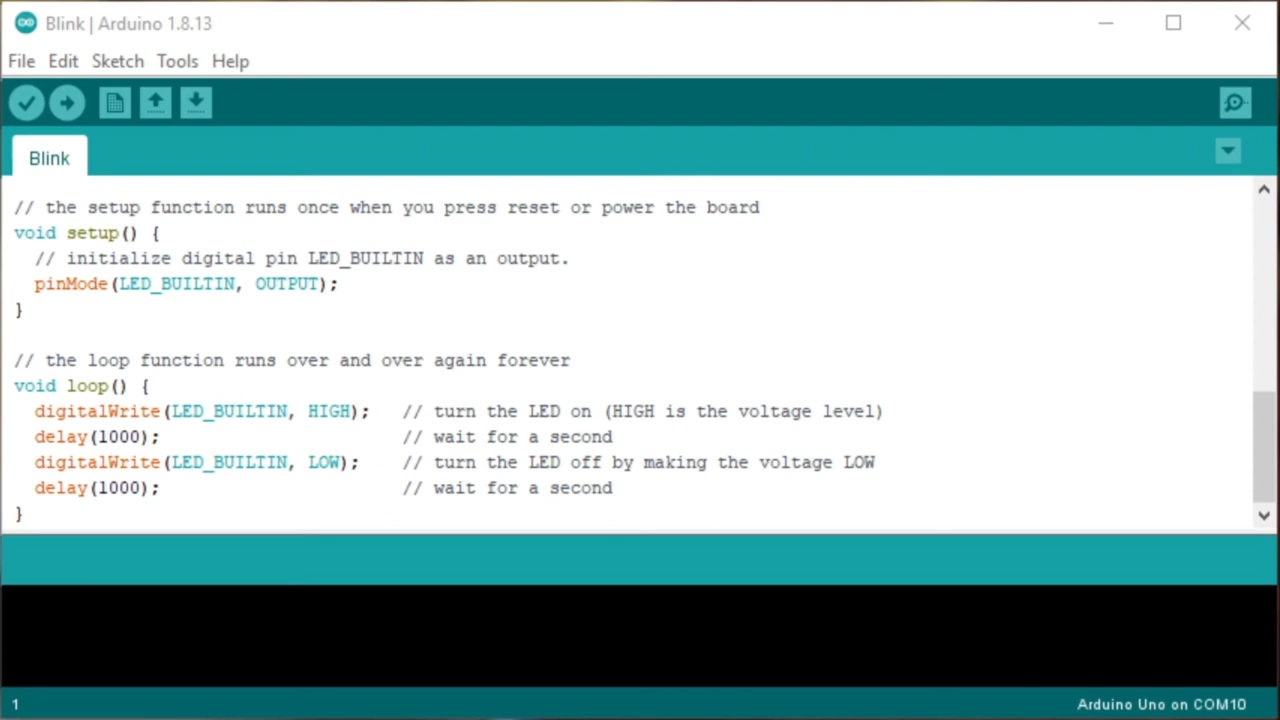 Blink | Arduino 1.8.13
File Edit Sketch Tools Help
Blink
// the setup function runs once when you press reset or power the board
void setup() {
  // initialize digital pin LED_BUILTIN as an output.
  pinMode(LED_BUILTIN, OUTPUT);
}
// the loop function runs over and over again forever
void loop() {
  digitalWrite(LED_BUILTIN, HIGH);   // turn the LED on (HIGH is the voltage level)
  delay(1000);                       // wait for a second
  digitalWrite(LED_BUILTIN, LOW);    // turn the LED off by making the voltage LOW
  delay(1000);                       // wait for a second
}
1 Arduino Uno on COM10